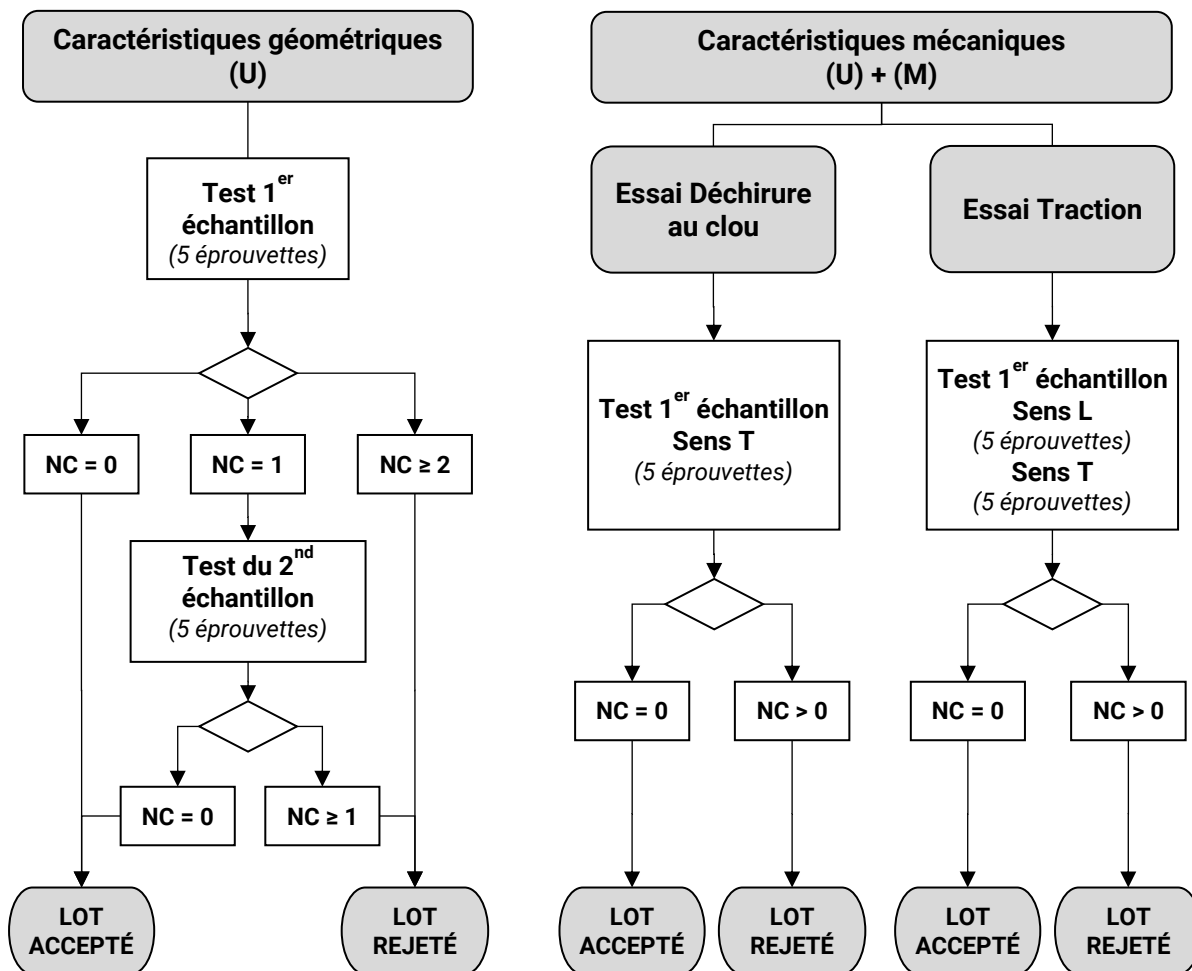 Caractéristiques géométriques
(U)
Test 1er
échantillon
(5 éprouvettes)
NC = 0
NC = 1
NC ≥ 2
Test du 2nd
échantillon
(5 éprouvettes)
NC = 0
NC ≥ 1
LOT
ACCEPTÉ
LOT
REJETÉ
Caractéristiques mécaniques
(U) + (M)
Essai Déchirure
au clou
Test 1er échantillon
Sens T
(5 éprouvettes)
NC = 0
NC > 0
LOT
ACCEPTÉ
LOT
REJETÉ
Essai Traction
Test 1er échantillon
Sens L
(5 éprouvettes)
Sens T
(5 éprouvettes)
NC = 0
NC > 0
LOT
ACCEPTÉ
LOT
REJETÉ